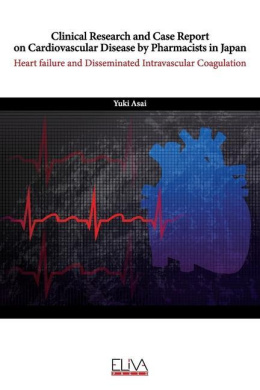 Clinical Research and Case Report
on Cardiovascular Disease by Pharmacists in Japan
Heart failure and Disseminated Intravascular Coagulation
Yuki Asai
ELIVA
PRESS